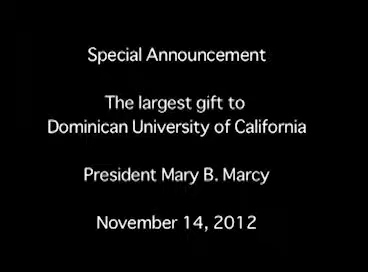 Special Announcement
The largest gift to
Dominican University of California
President Mary B. Marcy
November 14, 2012